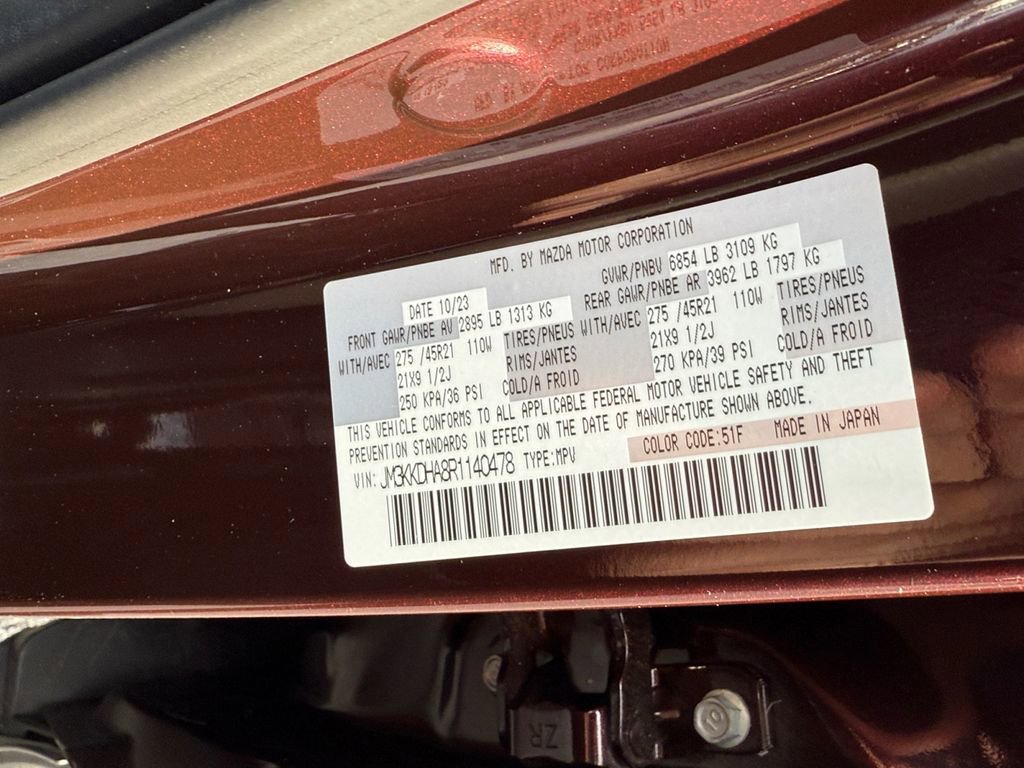 MFD. BY MAZDA MOTOR CORPORATION
DATE 10/23 GVWR/PNBV 6854 LB 3109 KG
FRONT GAWR/PNBE AV 2895 LB 1313 KG REAR GAWR/PNBE AR 3962 LB 1797 KG
WITH/AVEC 275 /45R21 110W TIRES/PNEUS WITH/AVEC 275 /45R21 110W TIRES/PNEUS
21X9 1/2J RIMS/JANTES 21X9 1/2J RIMS/JANTES
250 KPA/36 PSI COLD/A FROID 270 KPA/39 PSI COLD/A FROID
THIS VEHICLE CONFORMS TO ALL APPLICABLE FEDERAL MOTOR VEHICLE SAFETY AND THEFT
PREVENTION STANDARDS IN EFFECT ON THE DATE OF MANUFACTURE SHOWN ABOVE.
COLOR CODE:51F MADE IN JAPAN
VIN: JM3KKDHA8R1140478 TYPE:MPV
ZR
10